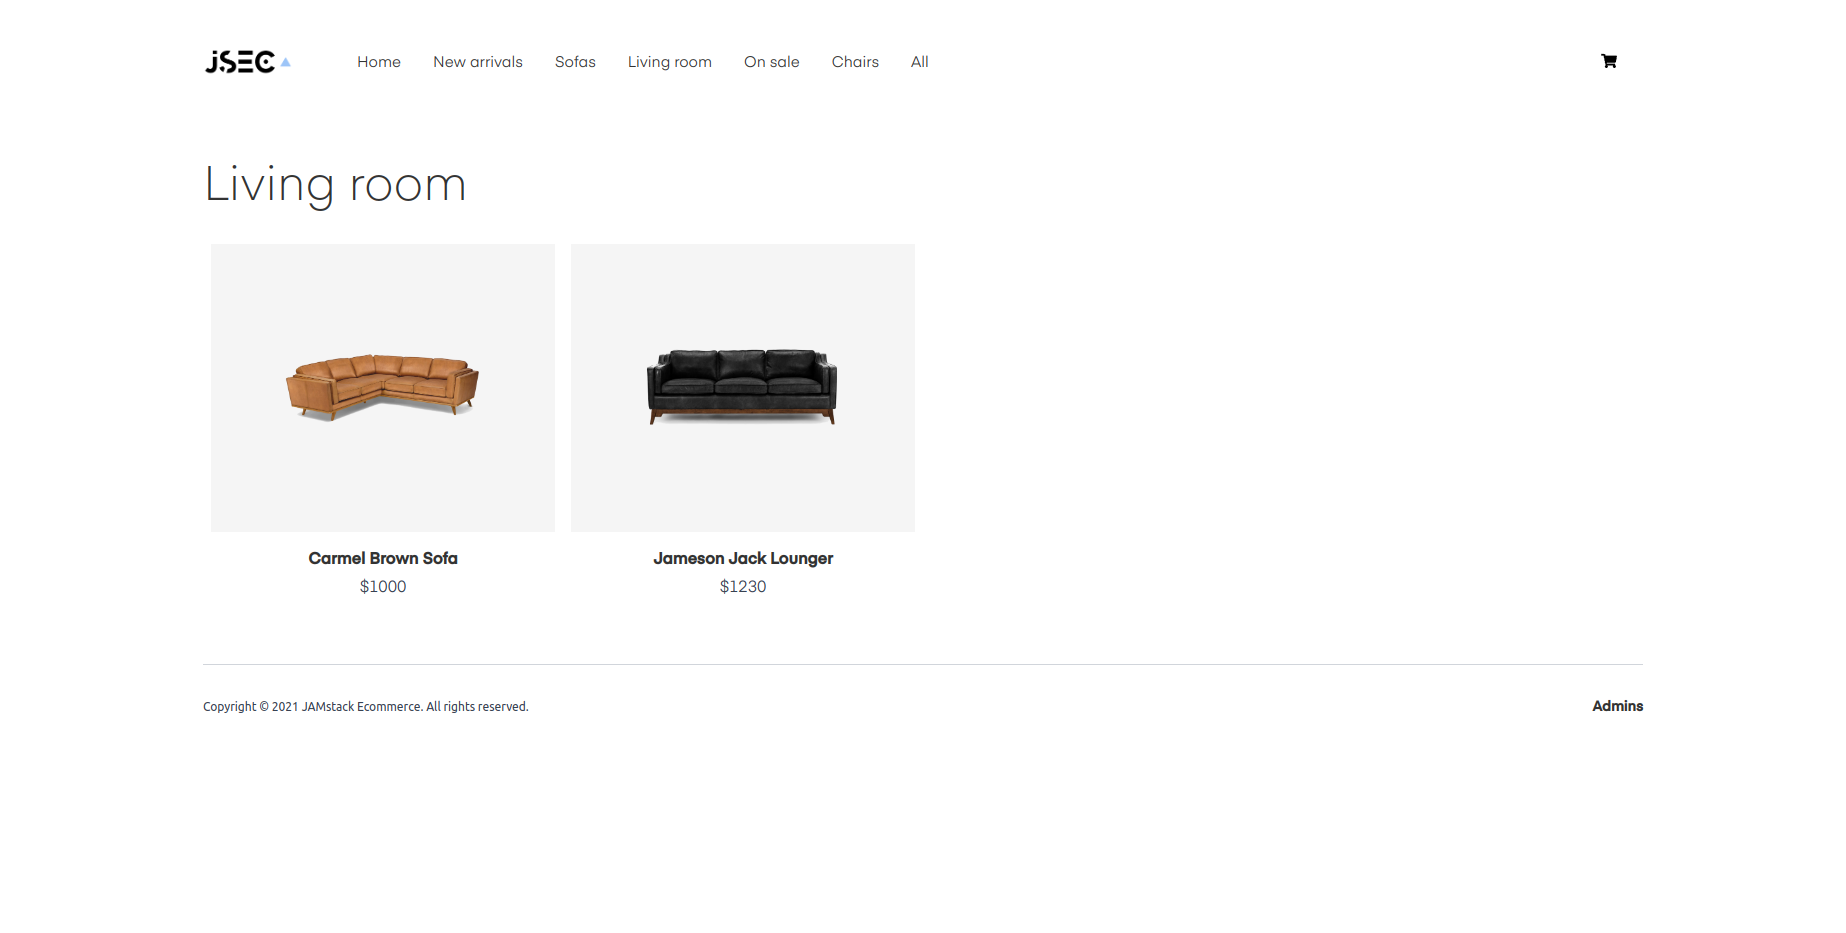 jSEC
Home New arrivals Sofas Living room On sale Chairs All
Living room
Carmel Brown Sofa
$1000
Jameson Jack Lounger
$1230
Copyright © 2021 JAMstack Ecommerce. All rights reserved.
Admins